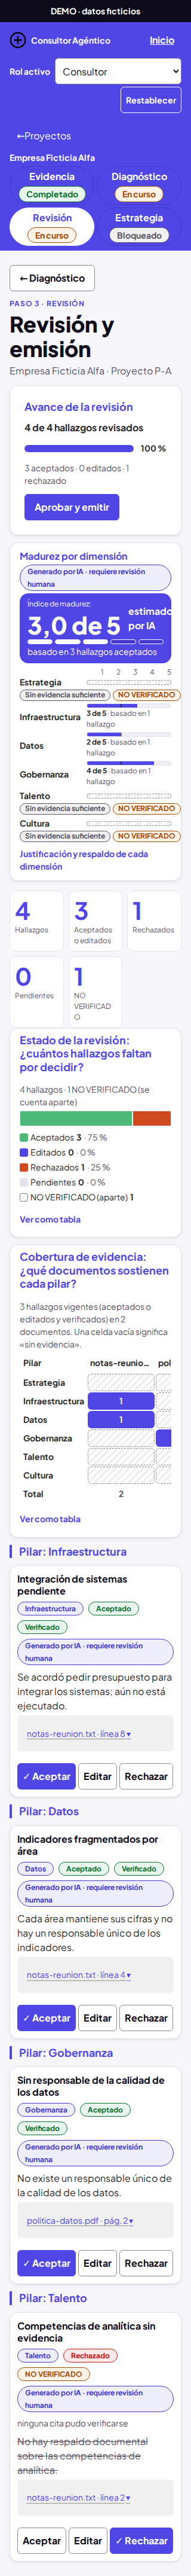 DEMO · datos ficticios
Consultor Agéntico
Inicio
Rol activo
Consultor
Restablecer
←Proyectos
Empresa Ficticia Alfa
Evidencia
Completado
Diagnóstico
En curso
Revisión
En curso
Estrategia
Bloqueado
← Diagnóstico
PASO 3 · REVISIÓN
Revisión y
emisión
Empresa Ficticia Alfa · Proyecto P-A
Avance de la revisión
4 de 4 hallazgos revisados
100 %
3 aceptados · 0 editados · 1
rechazado
Aprobar y emitir
Madurez por dimensión
Generado por IA · requiere revisión
humana
Índice de madurez:
3,0 de 5
estimado
por IA
basado en 3 hallazgos aceptados
1 2 3 4 5
Estrategia
Sin evidencia suficiente
NO VERIFICADO
Infraestructura
3 de 5 · basado en 1
hallazgo
Datos
2 de 5 · basado en 1
hallazgo
Gobernanza
4 de 5 · basado en 1
hallazgo
Talento
Sin evidencia suficiente
NO VERIFICADO
Cultura
Sin evidencia suficiente
NO VERIFICADO
Justificación y respaldo de cada
dimensión
4
Hallazgos
3
Aceptados
o editados
1
Rechazados
0
Pendientes
1
NO
VERIFICAD
O
Estado de la revisión:
¿cuántos hallazgos faltan
por decidir?
4 hallazgos · 1 NO VERIFICADO (se
cuenta aparte)
Aceptados 3 · 75 %
Editados 0 · 0 %
Rechazados 1 · 25 %
Pendientes 0 · 0 %
NO VERIFICADO (aparte) 1
Ver como tabla
Cobertura de evidencia:
¿qué documentos sostienen
cada pilar?
3 hallazgos vigentes (aceptados o
editados y verificados) en 2
documentos. Una celda vacía significa
«sin evidencia».
Pilar
notas-reunio…
pol
Estrategia
Infraestructura
1
Datos
1
Gobernanza
Talento
Cultura
Total
2
Ver como tabla
Pilar: Infraestructura
Integración de sistemas
pendiente
Infraestructura
Aceptado
Verificado
Generado por IA · requiere revisión
humana
Se acordó pedir presupuesto para
integrar los sistemas; aún no está
ejecutado.
notas-reunion.txt · línea 8 ▾
✓ Aceptar
Editar
Rechazar
Pilar: Datos
Indicadores fragmentados por
área
Datos
Aceptado
Verificado
Generado por IA · requiere revisión
humana
Cada área mantiene sus cifras y no
hay un responsable único de los
indicadores.
notas-reunion.txt · línea 4 ▾
✓ Aceptar
Editar
Rechazar
Pilar: Gobernanza
Sin responsable de la calidad de
los datos
Gobernanza
Aceptado
Verificado
Generado por IA · requiere revisión
humana
No existe un responsable único de
la calidad de los datos.
politica-datos.pdf · pág. 2 ▾
✓ Aceptar
Editar
Rechazar
Pilar: Talento
Competencias de analítica sin
evidencia
Talento
Rechazado
NO VERIFICADO
Generado por IA · requiere revisión
humana
ninguna cita pudo verificarse
No hay respaldo documental
sobre las competencias de
analítica.
notas-reunion.txt · línea 2 ▾
Aceptar
Editar
✓ Rechazar